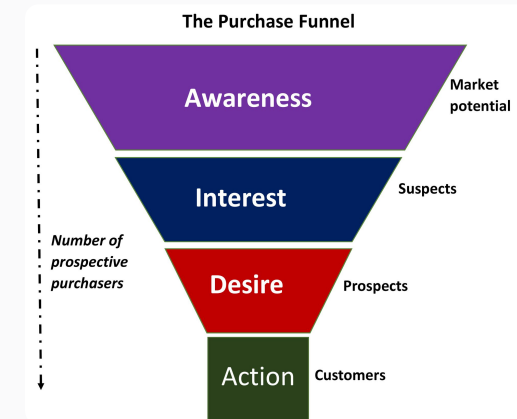 The Purchase Funnel
Awareness
Market
potential
Interest
Suspects
Number of
prospective
purchasers
Desire
Prospects
Action
Customers